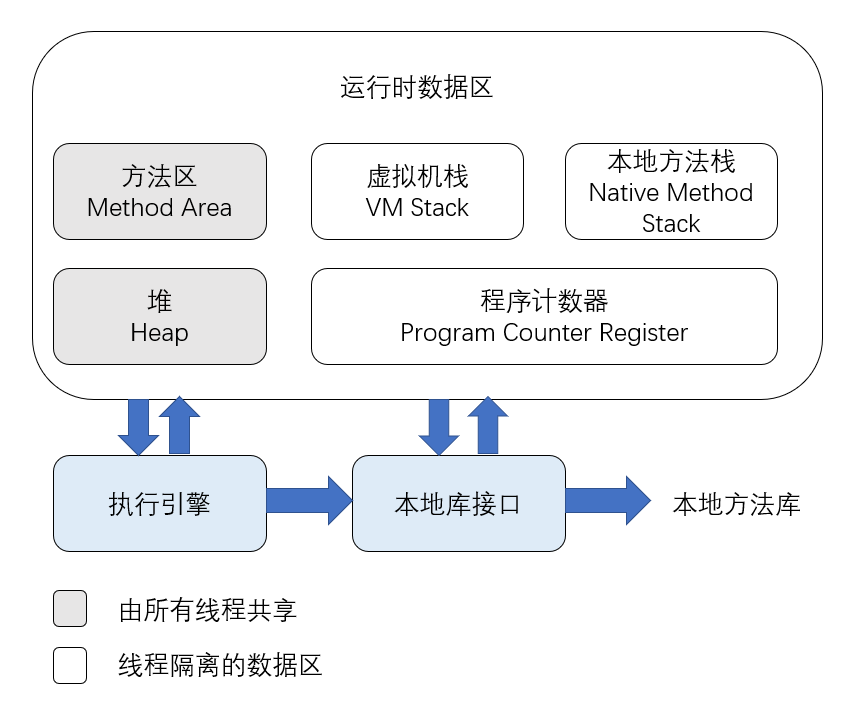 运行时数据区
方法区
Method Area
虚拟机栈
VM Stack
本地方法栈
Native Method
Stack
堆
Heap
程序计数器
Program Counter Register
执行引擎
本地库接口
本地方法库
由所有线程共享
线程隔离的数据区